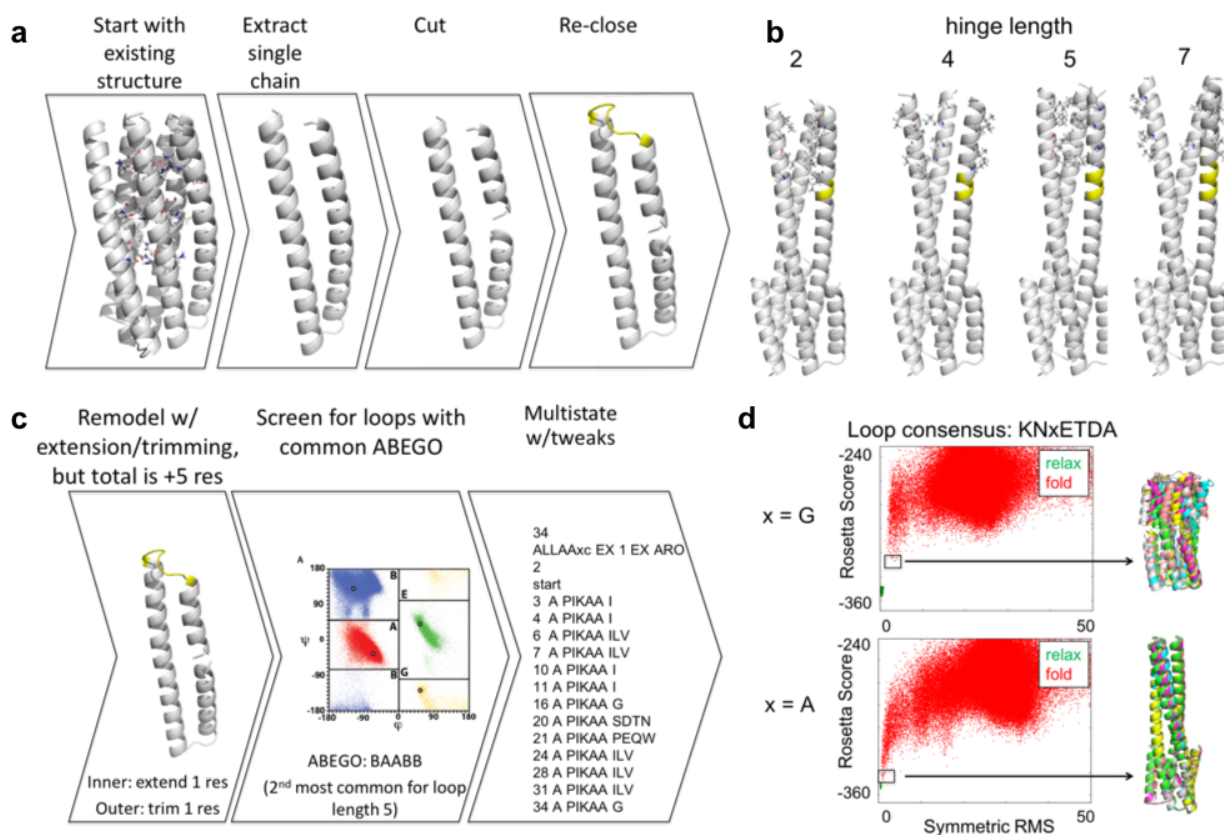 a
Start with
existing
structure
Extract
single
chain
Cut
Re-close
b
hinge length
2 4 5 7
c
Remodel w/
extension/trimming,
but total is +5 res
Inner: extend 1 res
Outer: trim 1 res
Screen for loops with
common ABEGO
A
180
90
0
-90
-180
ψ
B
A
B
E
G
-180 -90 0 90 180
φ
ABEGO: BAABB
(2nd most common for loop
length 5)
Multistate
w/tweaks
34
ALLAAxc EX 1 EX ARO
2
start
3 A PIKAA I
4 A PIKAA I
6 A PIKAA ILV
7 A PIKAA ILV
10 A PIKAA I
11 A PIKAA I
16 A PIKAA G
20 A PIKAA SDTN
21 A PIKAA PEQW
24 A PIKAA ILV
28 A PIKAA ILV
31 A PIKAA ILV
34 A PIKAA G
d
Loop consensus: KNxETDA
x = G
Rosetta Score
-240
-360
relax
fold
0 50
x = A
Rosetta Score
-240
-360
relax
fold
0 50
Symmetric RMS